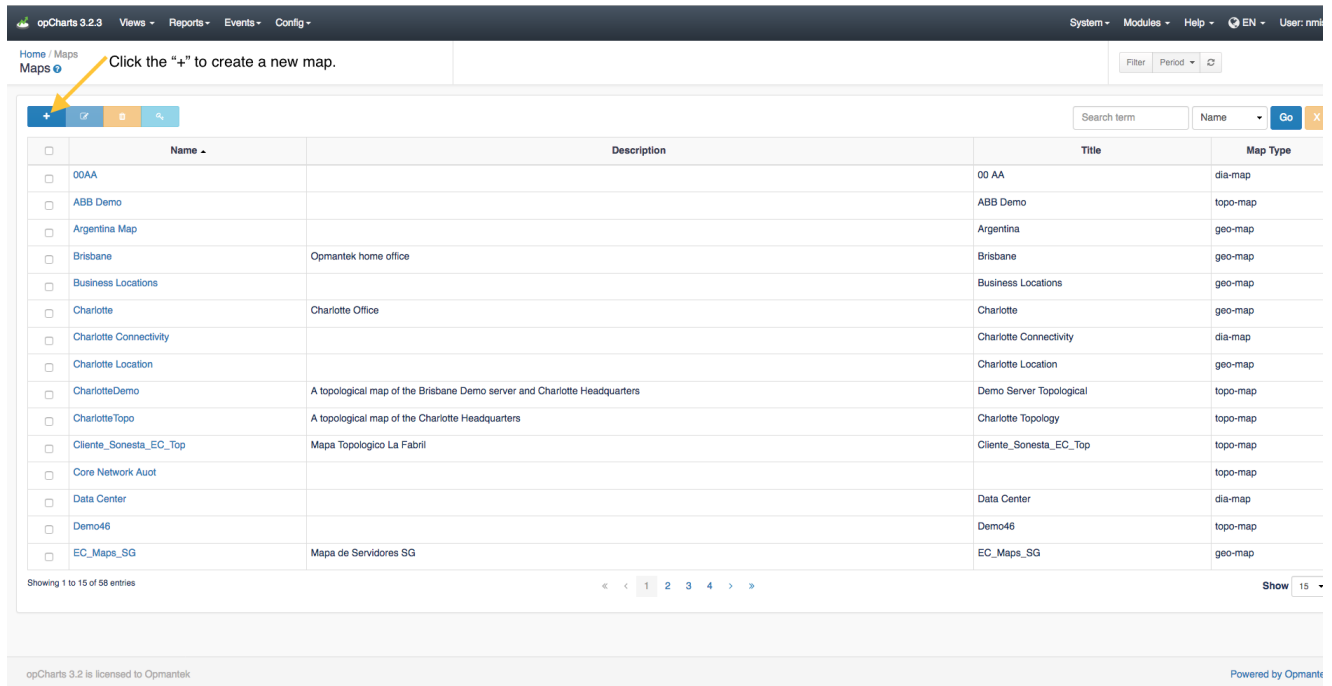 opCharts 3.2.3 Views Reports Events Config System Modules Help EN User: nmis
Home / Maps
Maps
Click the “+” to create a new map.
Filter Period
+ Search term Name Go X
Name Description Title Map Type
00AA 00 AA dia-map
ABB Demo ABB Demo topo-map
Argentina Map Argentina geo-map
Brisbane Opmantek home office Brisbane geo-map
Business Locations Business Locations geo-map
Charlotte Charlotte Office Charlotte geo-map
Charlotte Connectivity Charlotte Connectivity dia-map
Charlotte Location Charlotte Location geo-map
CharlotteDemo A topological map of the Brisbane Demo server and Charlotte Headquarters Demo Server Topological topo-map
CharlotteTopo A topological map of the Charlotte Headquarters Charlotte Topology topo-map
Cliente_Sonesta_EC_Top Mapa Topologico La Fabril Cliente_Sonesta_EC_Top topo-map
Core Network Auot topo-map
Data Center Data Center dia-map
Demo46 Demo46 topo-map
EC_Maps_SG Mapa de Servidores SG EC_Maps_SG geo-map
Showing 1 to 15 of 58 entries « ‹ 1 2 3 4 › » Show 15
opCharts 3.2 is licensed to Opmantek Powered by Opmante